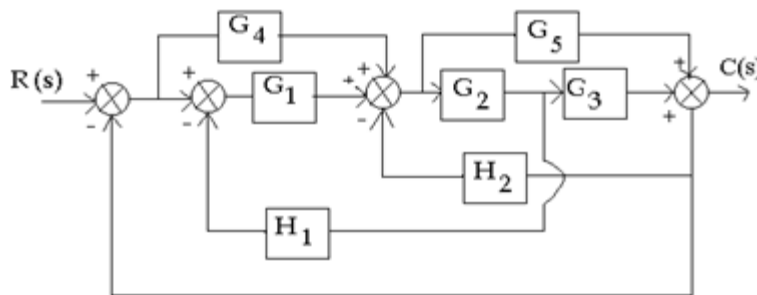 G4
G5
R(s) + + G1 + + G2 G3 + C(s)
- - - +
H2
H1